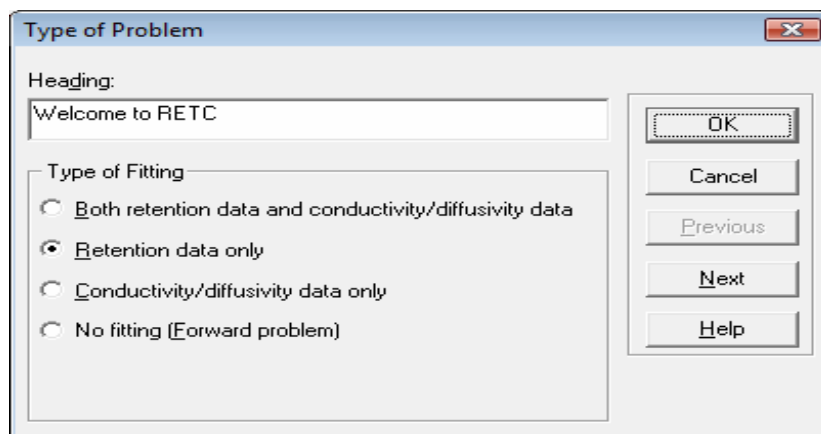 Type of Problem
Heading:
Welcome to RETC
Type of Fitting
Both retention data and conductivity/diffusivity data
Retention data only
Conductivity/diffusivity data only
No fitting (Forward problem)
OK
Cancel
Previous
Next
Help